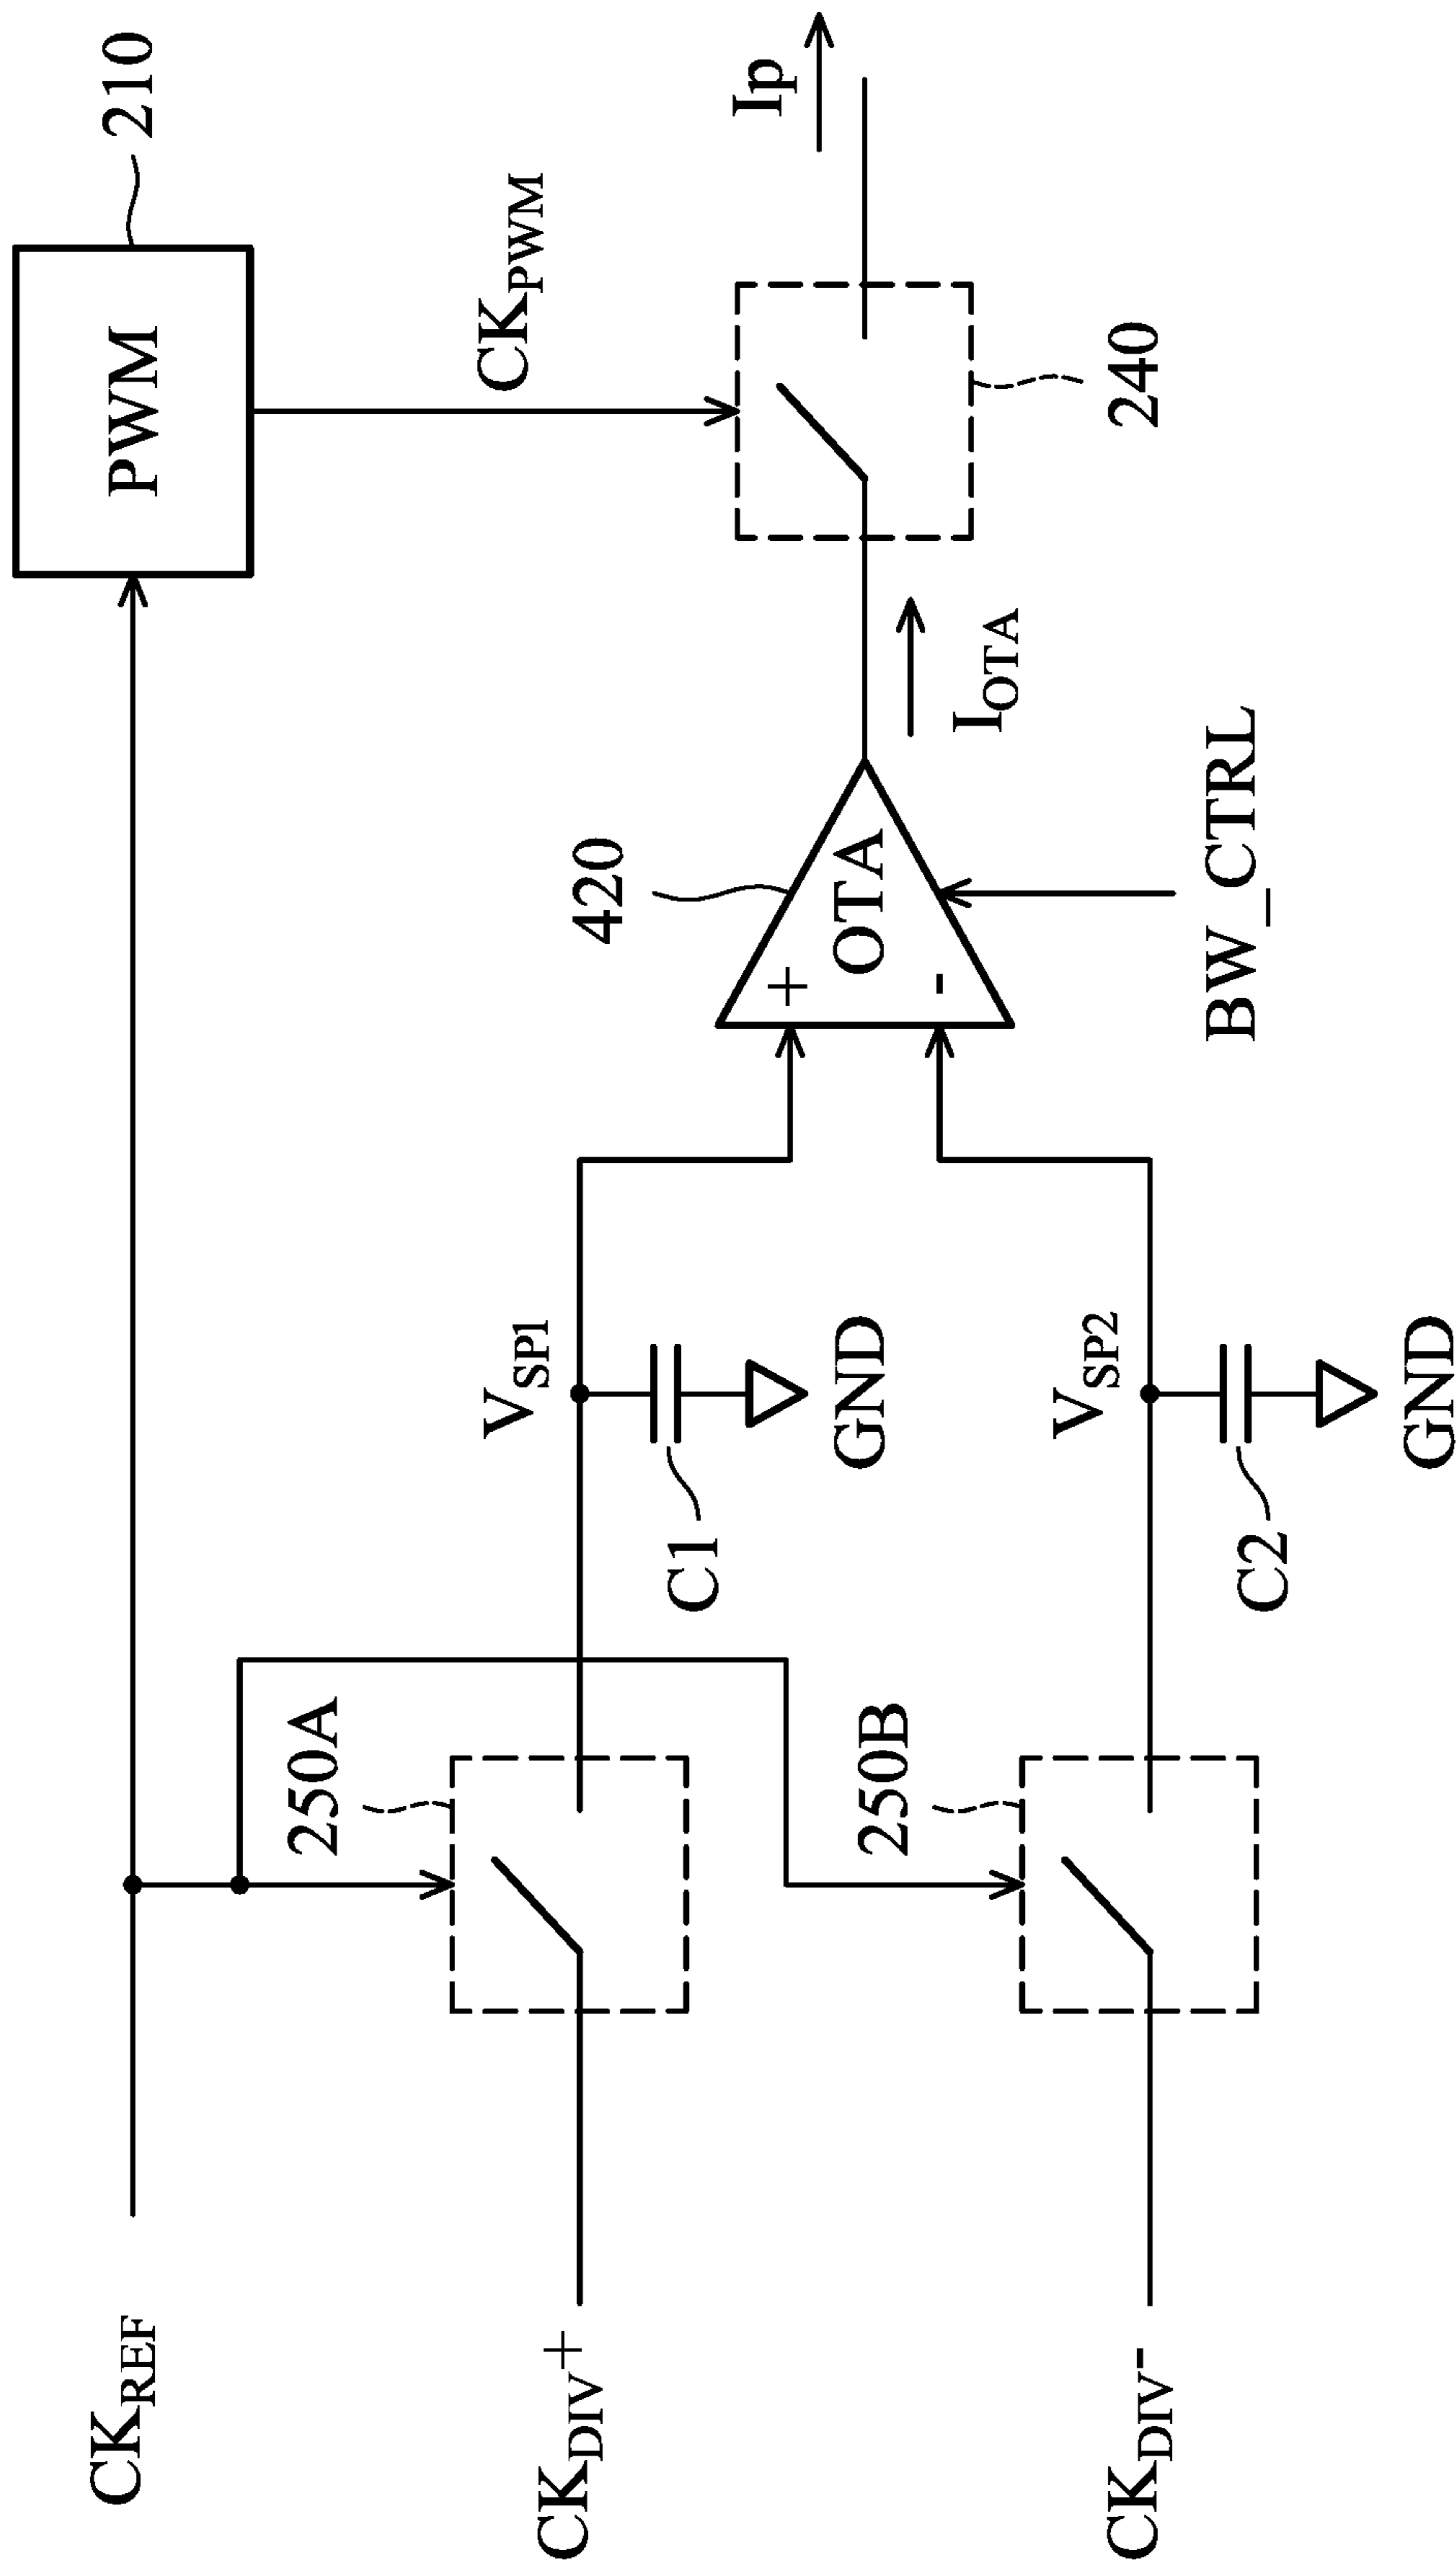 CKREF
PWM
210
CKPWM
250A
VSP1
420
Ip
CKDIV+
C1
GND
+
OTA
-
IOTA
240
250B
VSP2
BW_CTRL
CKDIV-
C2
GND